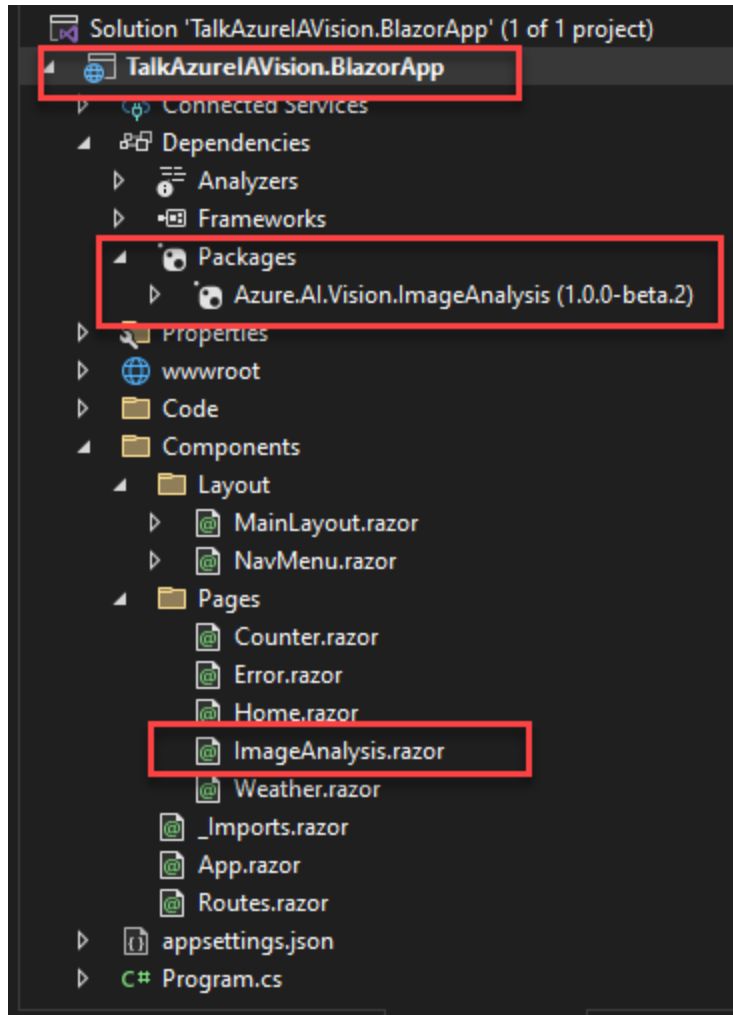 Solution 'TalkAzureIAVision.BlazorApp' (1 of 1 project)
TalkAzureIAVision.BlazorApp
Connected Services
Dependencies
Analyzers
Frameworks
Packages
Azure.AI.Vision.ImageAnalysis (1.0.0-beta.2)
Properties
wwwroot
Code
Components
Layout
MainLayout.razor
NavMenu.razor
Pages
Counter.razor
Error.razor
Home.razor
ImageAnalysis.razor
Weather.razor
_Imports.razor
App.razor
Routes.razor
appsettings.json
C# Program.cs